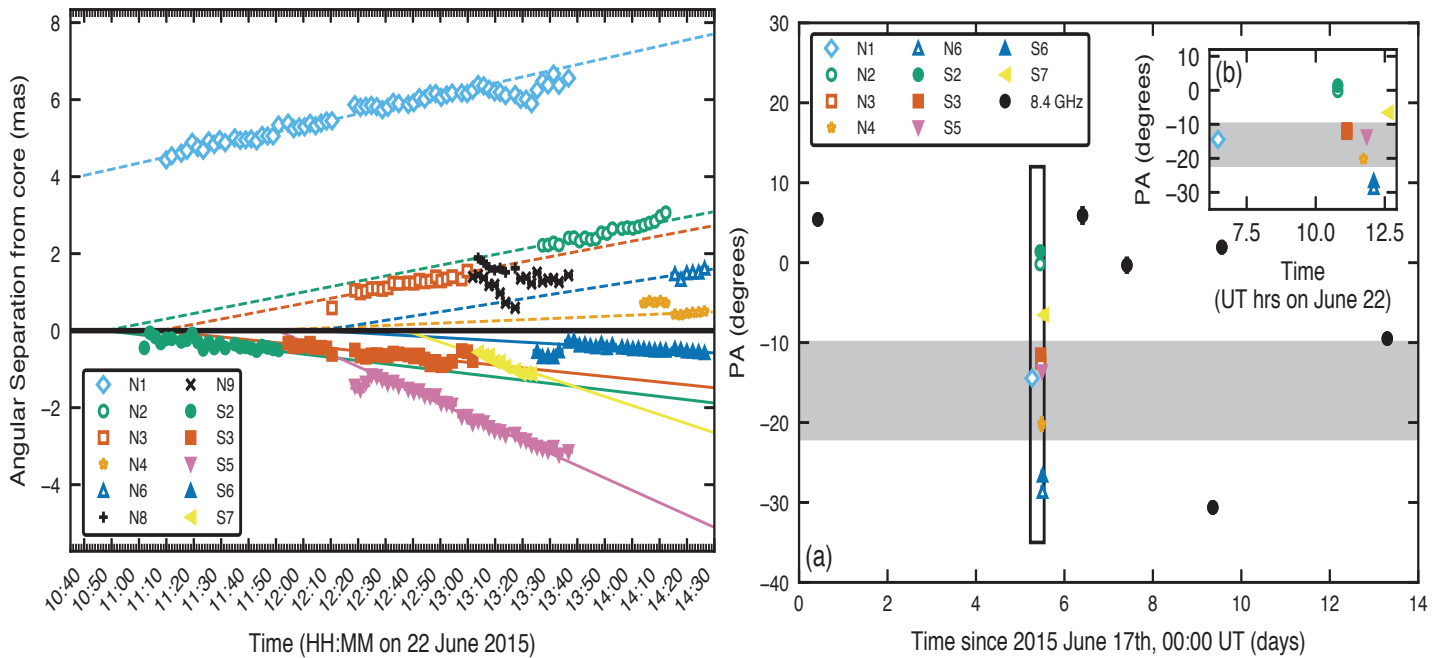 8
6
4
2
0
−2
−4
Angular Separation from core (mas)
N1
N2
N3
N4
N6
N8
N9
S2
S3
S5
S6
S7
10:40
10:50
11:00
11:10
11:20
11:30
11:40
11:50
12:00
12:10
12:20
12:30
12:40
12:50
13:00
13:10
13:20
13:30
13:40
13:50
14:00
14:10
14:20
14:30
Time (HH:MM on 22 June 2015)
30
20
10
0
−10
−20
−30
−40
PA (degrees)
N1
N2
N3
N4
N6
S2
S3
S5
S6
S7
8.4 GHz
(b)
10
0
−10
−20
−30
PA (degrees)
7.5
10.0
12.5
Time
(UT hrs on June 22)
(a)
0
2
4
6
8
10
12
14
Time since 2015 June 17th, 00:00 UT (days)